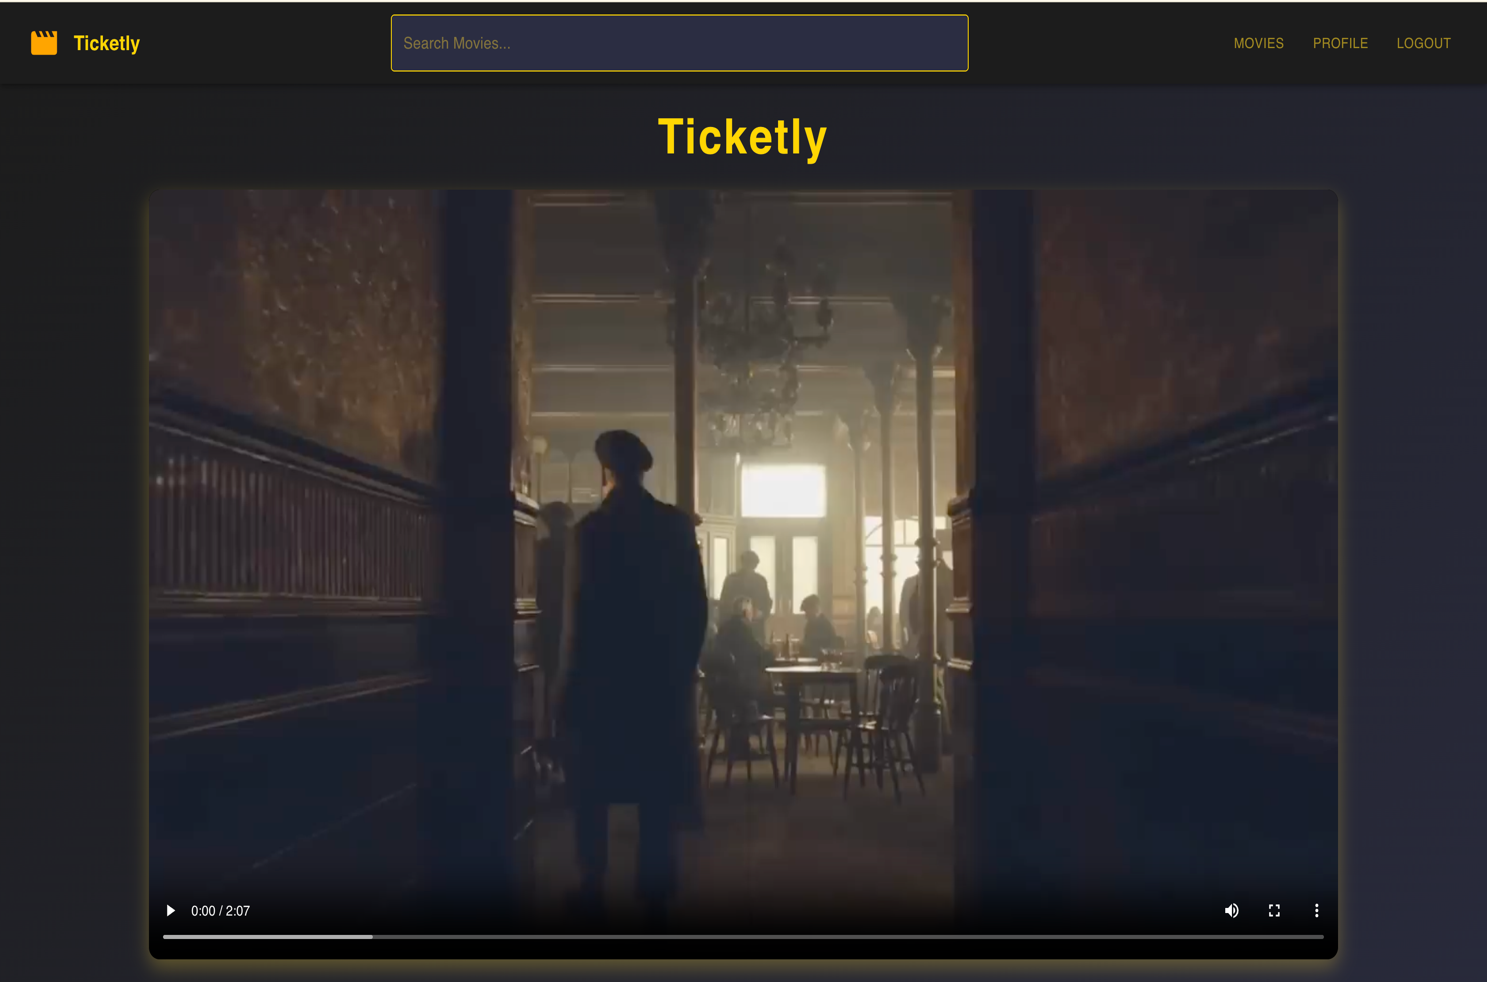 Ticketly
Search Movies...
MOVIES PROFILE LOGOUT
Ticketly
0:00 / 2:07